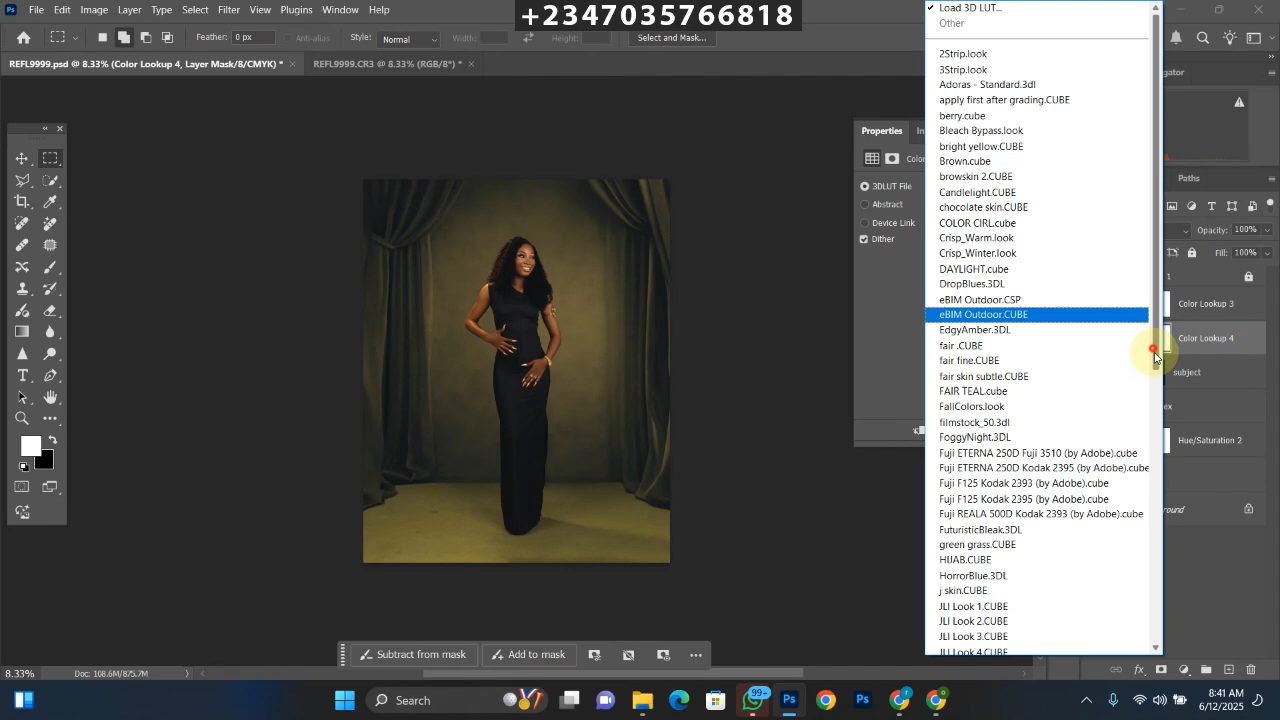 File Edit Image Layer Type Select Filter View Plugins Window Help
+2347035766818
Feather: 0 px Anti-alias Style: Normal Width: Height: Select and Mask...
REFL9999.psd @ 8.33% (Color Lookup 4, Layer Mask/8/CMYK) * × REFL9999.CR3 @ 8.33% (RGB/8*) * ×
Load 3D LUT...
Other
2Strip.look
3Strip.look
Adoras - Standard.3dl
apply first after grading.CUBE
berry.cube
Bleach Bypass.look
bright yellow.CUBE
Brown.cube
browskin 2.CUBE
Candlelight.CUBE
chocolate skin.CUBE
COLOR CIRL.cube
Crisp_Warm.look
Crisp_Winter.look
DAYLIGHT.cube
DropBlues.3DL
eBIM Outdoor.CSP
eBIM Outdoor.CUBE
EdgyAmber.3DL
fair .CUBE
fair fine.CUBE
fair skin subtle.CUBE
FAIR TEAL.cube
FallColors.look
filmstock_50.3dl
FoggyNight.3DL
Fuji ETERNA 250D Fuji 3510 (by Adobe).cube
Fuji ETERNA 250D Kodak 2395 (by Adobe).cube
Fuji F125 Kodak 2393 (by Adobe).cube
Fuji F125 Kodak 2395 (by Adobe).cube
Fuji REALA 500D Kodak 2393 (by Adobe).cube
FuturisticBleak.3DL
green grass.CUBE
HIJAB.CUBE
HorrorBlue.3DL
j skin.CUBE
JLI Look 1.CUBE
JLI Look 2.CUBE
JLI Look 3.CUBE
JLI Look 4.CUBE
Properties In
Color
3DLUT File
Abstract
Device Link
Dither
vigator
Paths
Opacity: 100%
Fill: 100%
1
Color Lookup 3
Color Lookup 4
subject
ex
Hue/Saturation 2
ound
Subtract from mask Add to mask
8.33% Doc: 108.6M/875.7M
Search
99+
8:41 AM
6/12/2025